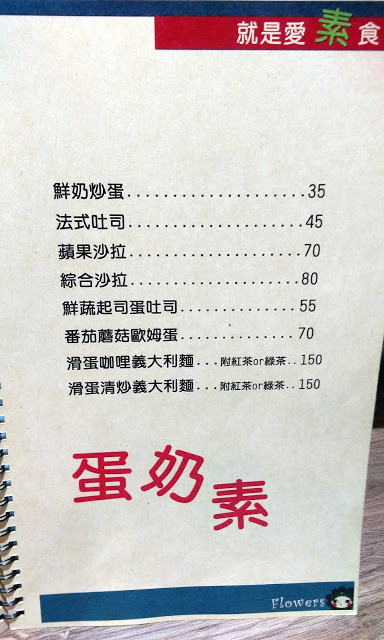 就是愛素食
鮮奶炒蛋....................35
法式吐司....................45
蘋果沙拉....................70
綜合沙拉....................80
鮮蔬起司蛋吐司..............55
番茄蘑菇歐姆蛋..............70
滑蛋咖哩義大利麵...附紅茶or綠茶..150
滑蛋清炒義大利麵...附紅茶or綠茶..150
蛋奶素
Flowers